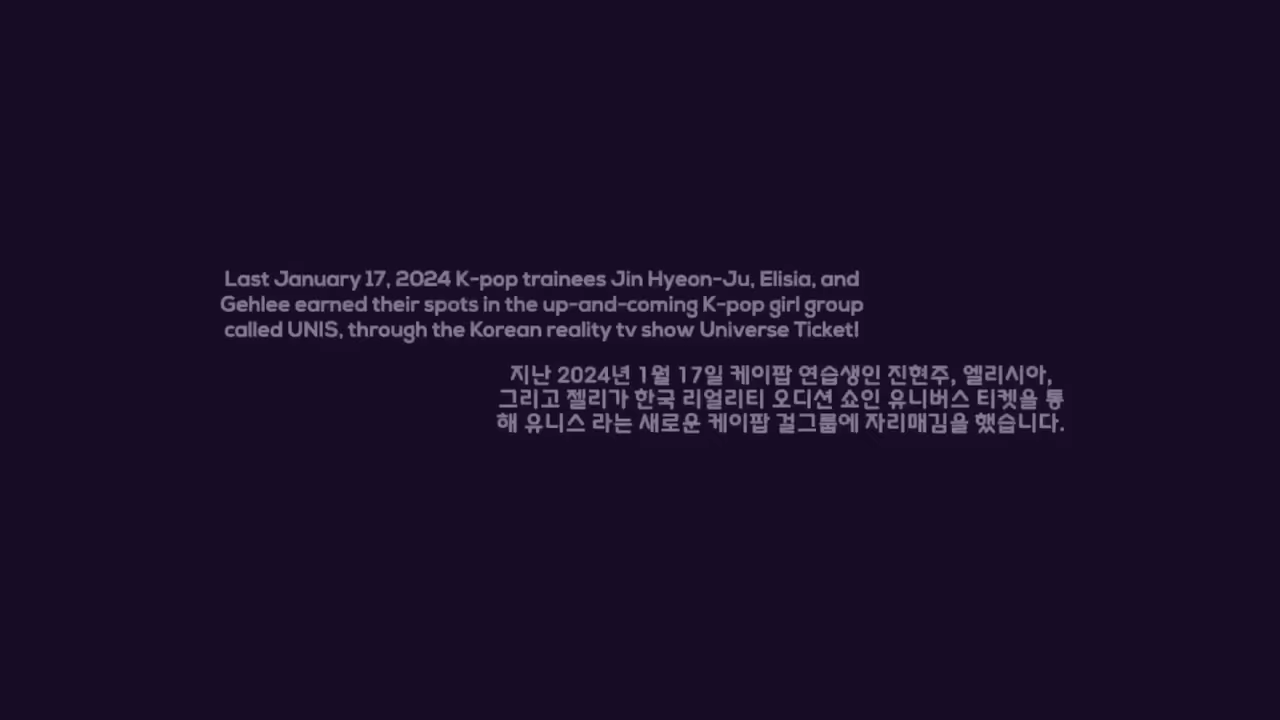 Last January 17, 2024 K-pop trainees Jin Hyeon-Ju, Elisia, and
Gehlee earned their spots in the up-and-coming K-pop girl group
called UNIS, through the Korean reality tv show Universe Ticket!
지난 2024년 1월 17일 케이팝 연습생인 진현주, 엘리시아,
그리고 젤리가 한국 리얼리티 오디션 쇼인 유니버스 티켓을 통
해 유니스 라는 새로운 케이팝 걸그룹에 자리매김을 했습니다.